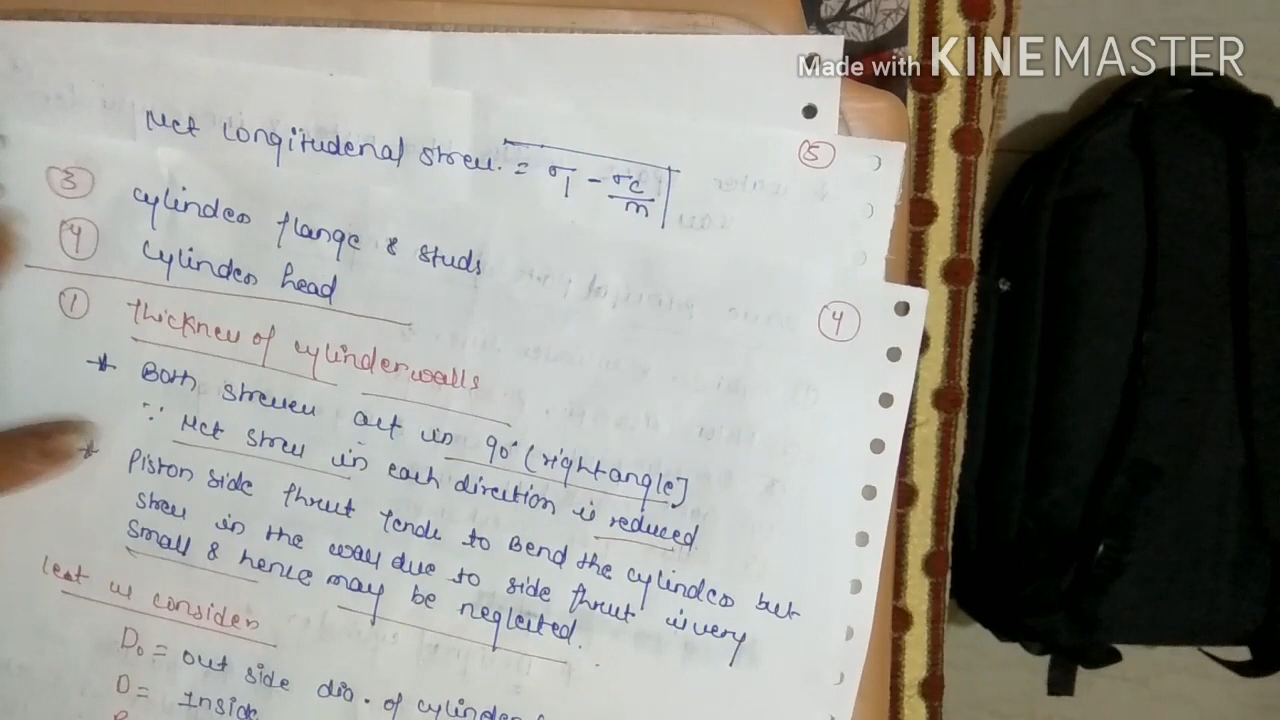 Made with KINEMASTER
Net longitudenal stress. = σl - σc/m
5
3 cylinder flange & studs
4 cylinder head
4
1 thickness of cylinder walls
* Both stresses act in 90° (right angle]
∵ Net stress in each direction is reduced.
* Piston side thrust tends to Bend the cylinder but
stress in the wall due to side thrust is very
small & hence may be neglected.
Let us consider
Do = out side dia. of cylinder
D = Inside